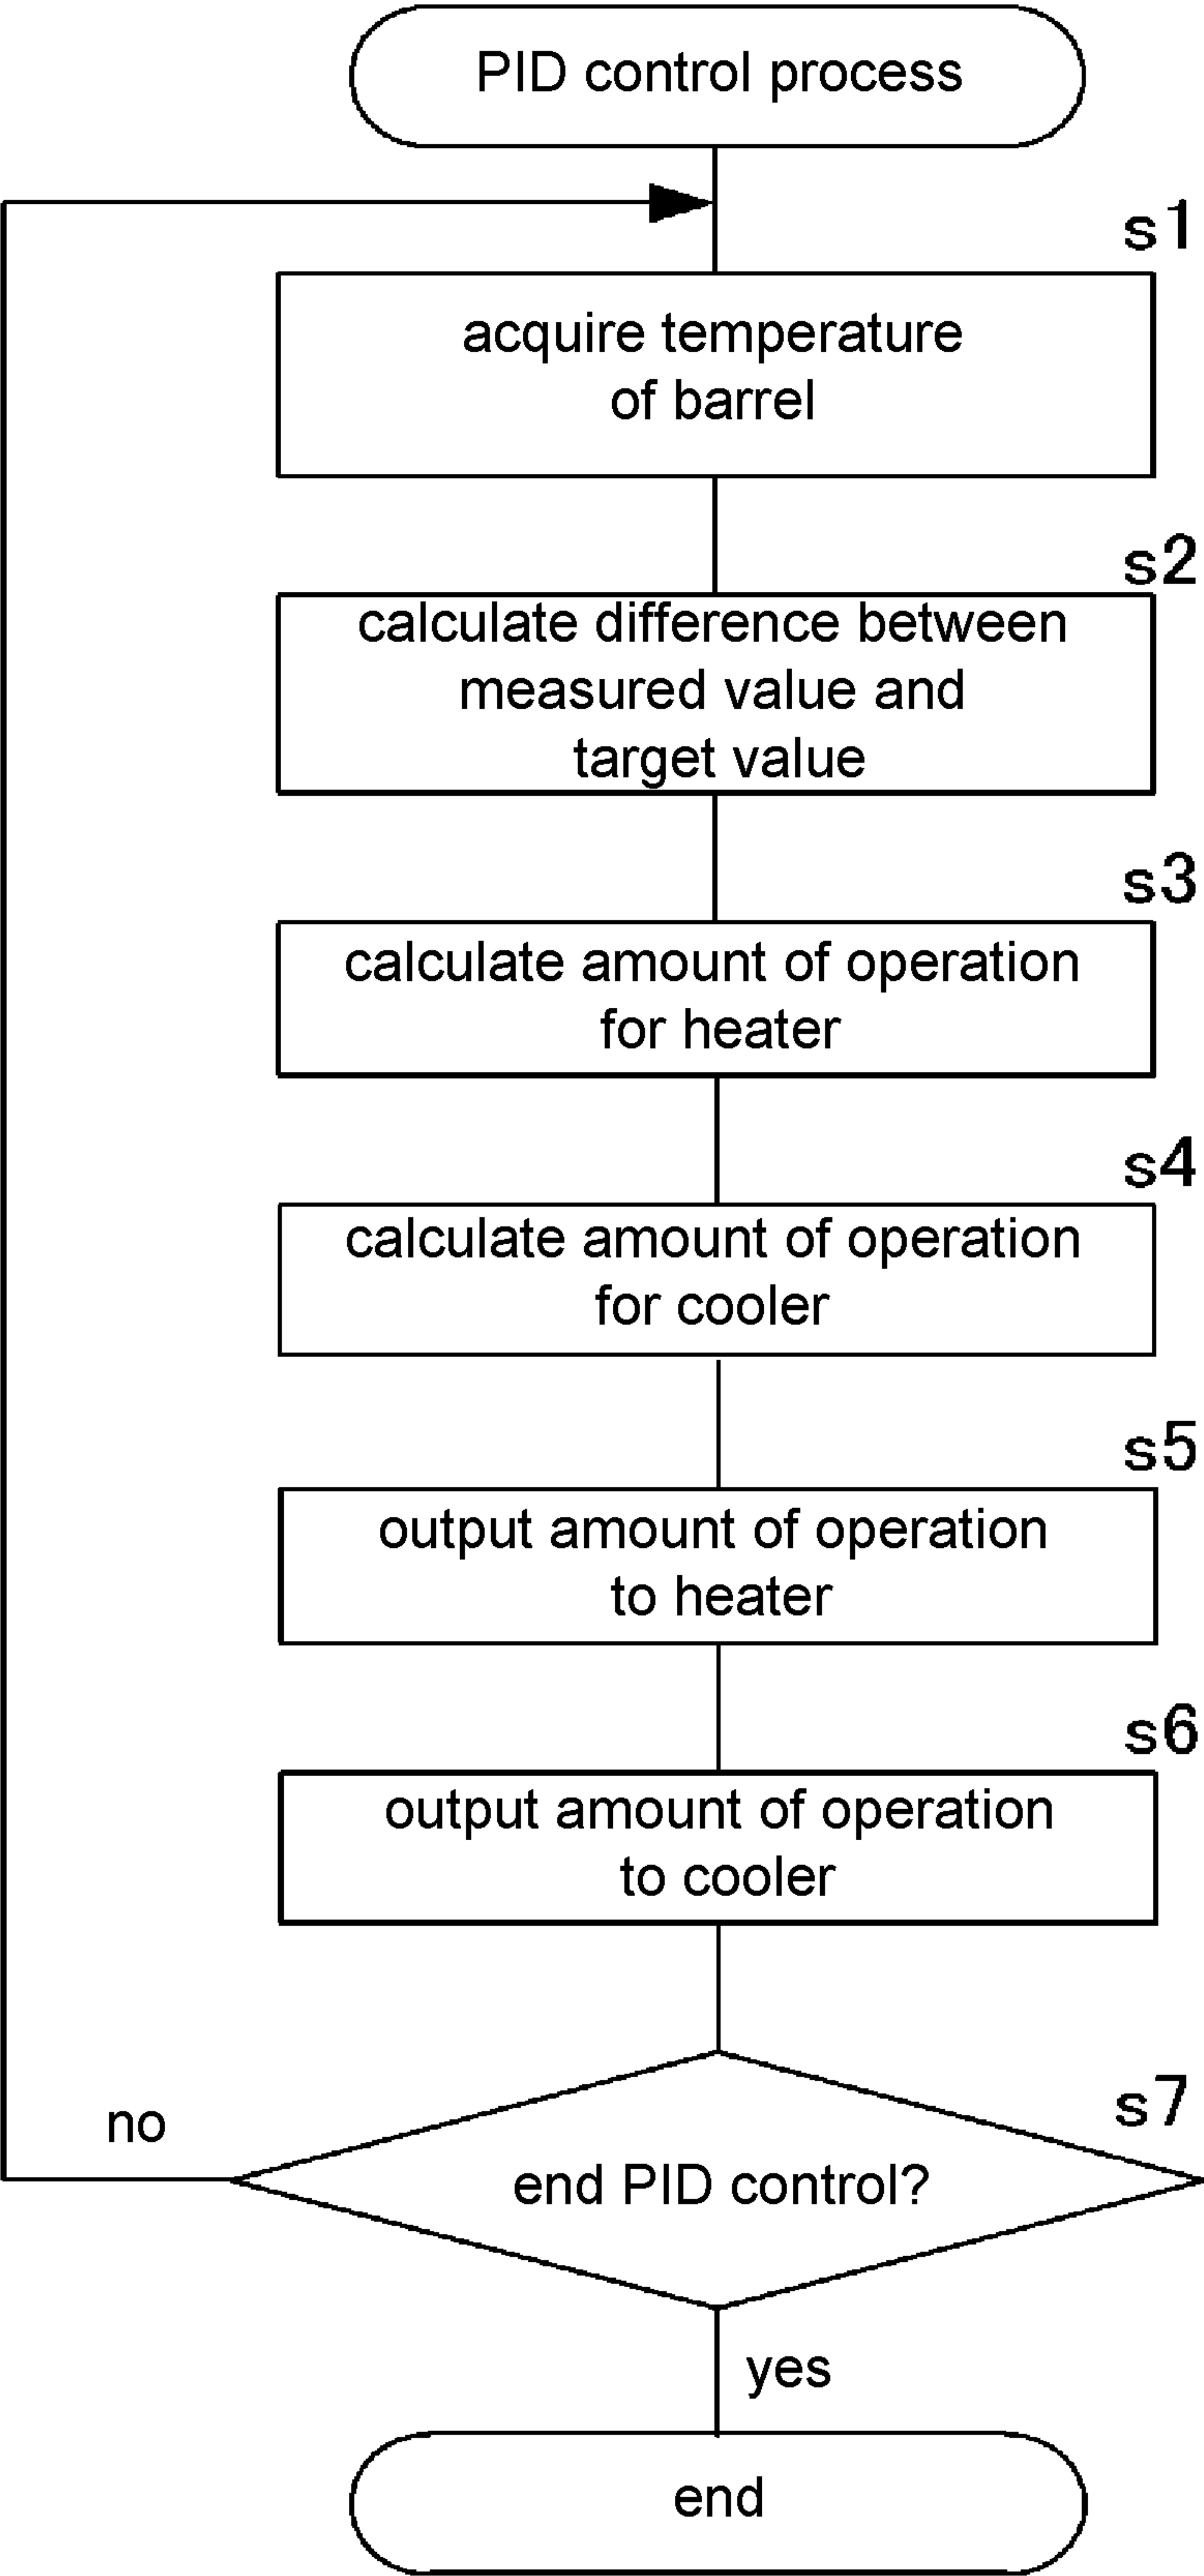 PID control process
s1
acquire temperature
of barrel
s2
calculate difference between
measured value and
target value
s3
calculate amount of operation
for heater
s4
calculate amount of operation
for cooler
s5
output amount of operation
to heater
s6
output amount of operation
to cooler
s7
no
end PID control?
yes
end